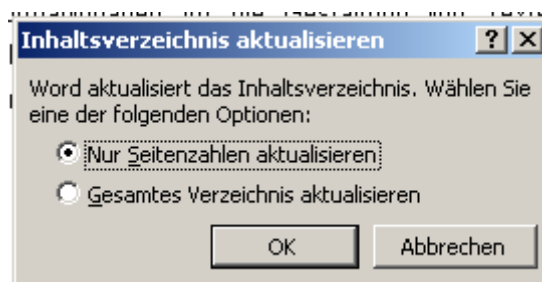 Inhaltsverzeichnis aktualisieren
Word aktualisiert das Inhaltsverzeichnis. Wählen Sie
eine der folgenden Optionen:
Nur Seitenzahlen aktualisieren
Gesamtes Verzeichnis aktualisieren
OK Abbrechen